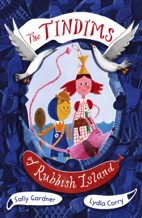 The
TINDIMS
of
Rubbish Island
Sally
Gardner
Lydia Corry